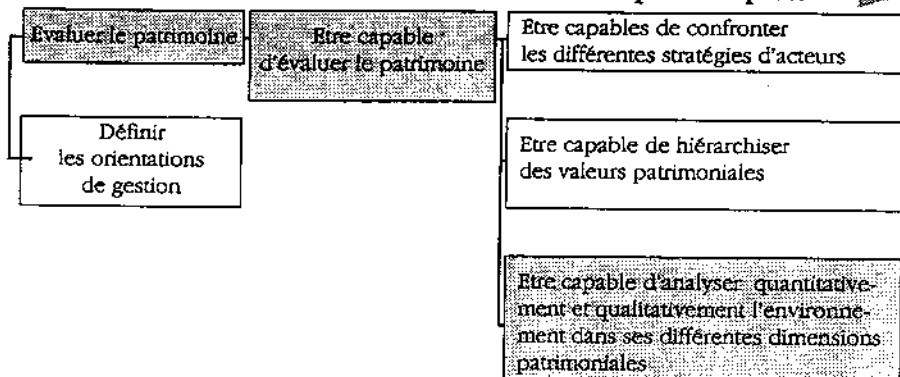 Evaluer le patrimoine
Etre capable
d'évaluer le patrimoine
Etre capables de confronter
les différentes stratégies d'acteurs
Définir
les orientations
de gestion
Etre capable de hiérarchiser
des valeurs patrimoniales
Etre capable d'analyser quantitative-
ment et qualitativement l'environne-
ment dans ses différentes dimensions
patrimoniales